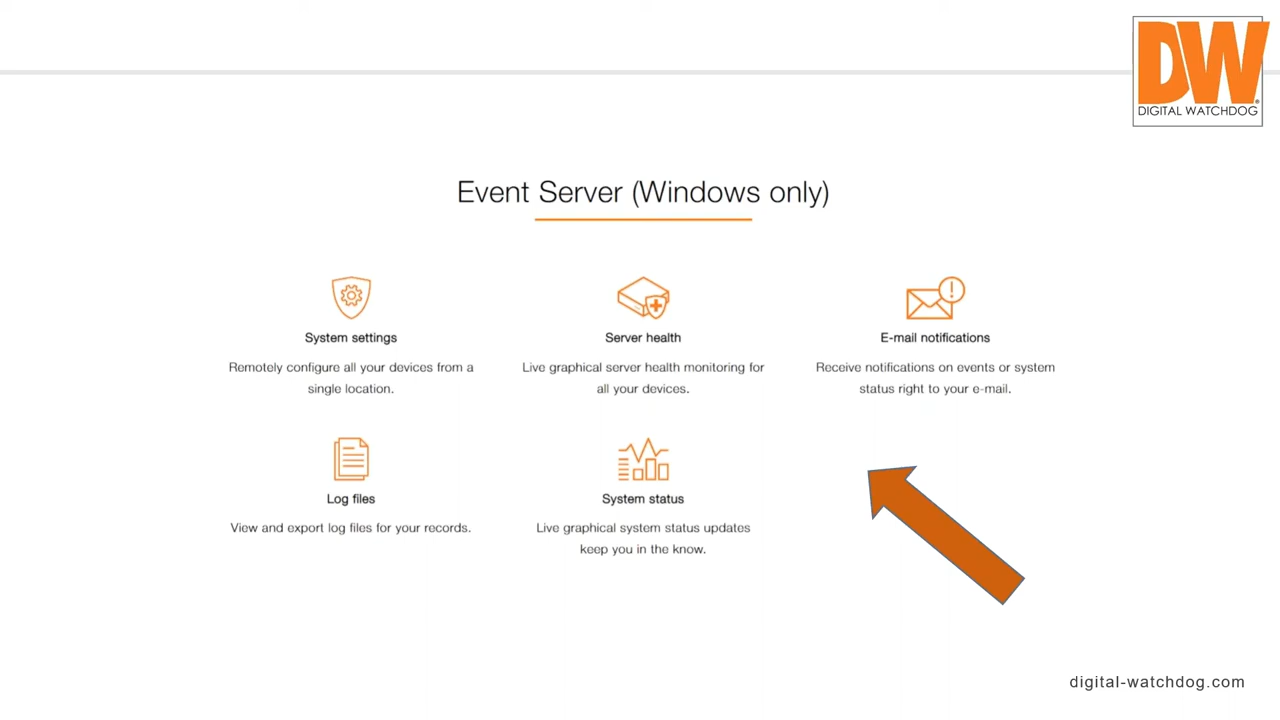 DW
DIGITAL WATCHDOG
Event Server (Windows only)
System settings
Remotely configure all your devices from a
single location.
Server health
Live graphical server health monitoring for
all your devices.
E-mail notifications
Receive notifications on events or system
status right to your e-mail.
Log files
View and export log files for your records.
System status
Live graphical system status updates
keep you in the know.
digital-watchdog.com